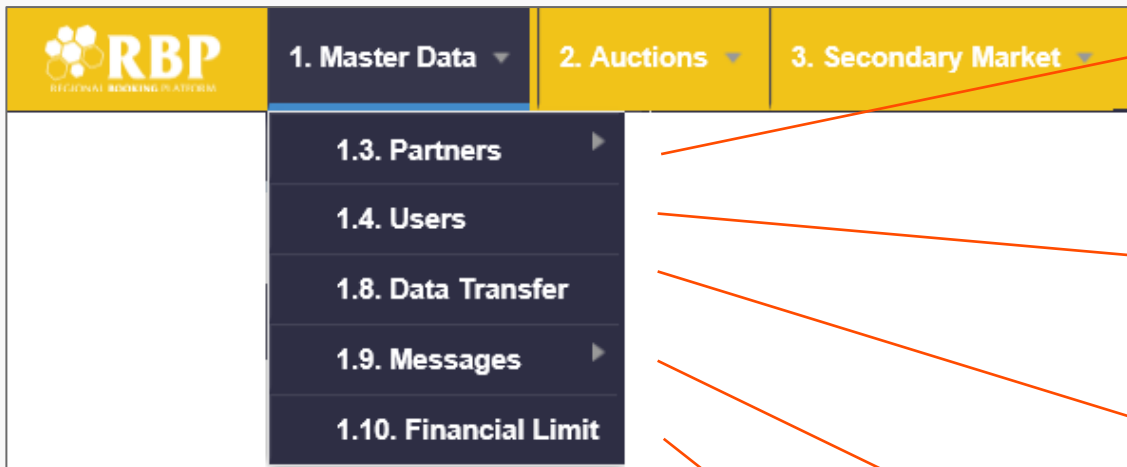 RBP
REGIONAL BOOKING PLATFORM
1. Master Data
2. Auctions
3. Secondary Market
1.3. Partners
1.4. Users
1.8. Data Transfer
1.9. Messages
1.10. Financial Limit